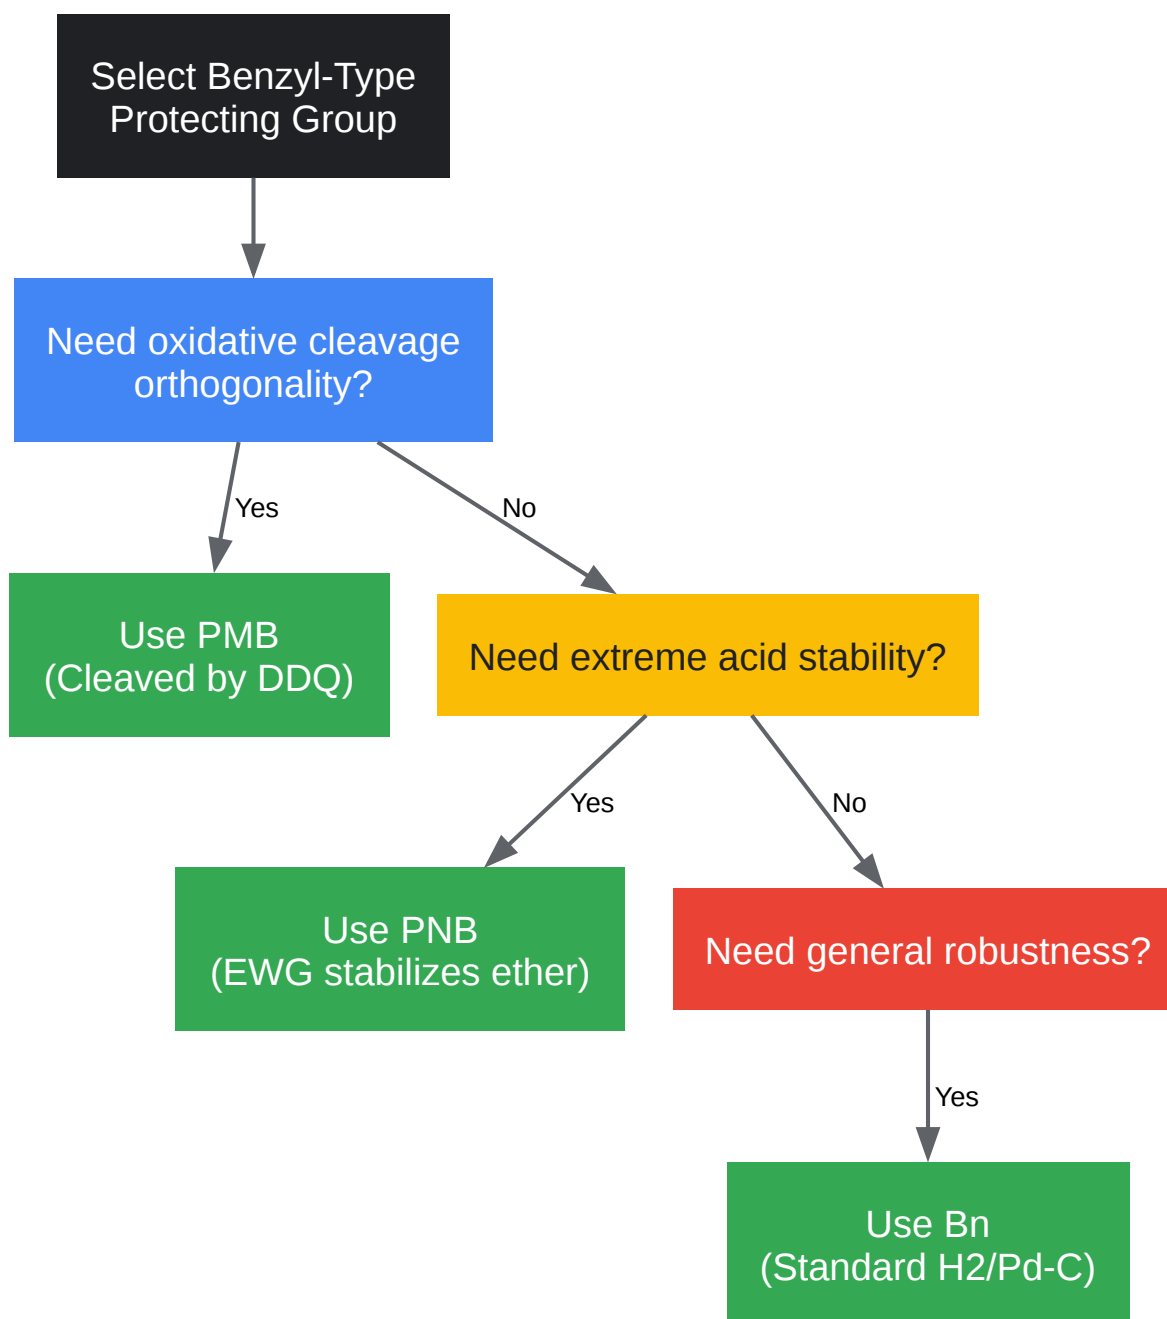 Select Benzyl-Type
Protecting Group
Need oxidative cleavage
orthogonality?
Yes
No
Use PMB
(Cleaved by DDQ)
Need extreme acid stability?
Yes
No
Use PNB
(EWG stabilizes ether)
Need general robustness?
Yes
Use Bn
(Standard H2/Pd-C)